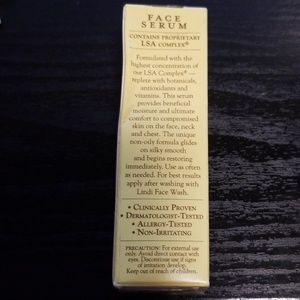 FACE
SERUM
CONTAINS PROPRIETARY
LSA COMPLEX®
Formulated with the
highest concentration of
our LSA Complex® —
replete with botanicals,
antioxidants and
vitamins. This serum
provides beneficial
moisture and ultimate
comfort to compromised
skin on the face, neck
and chest. The unique
non-oily formula glides
on silky smooth
and begins restoring
immediately. Use as often
as needed. For best results
apply after washing with
Lindi Face Wash.
• CLINICALLY PROVEN
• DERMATOLOGIST-TESTED
• ALLERGY-TESTED
• NON-IRRITATING
PRECAUTION: For external use
only. Avoid direct contact with
eyes. Discontinue use if signs
of irritation develop.
Keep out of reach of children.